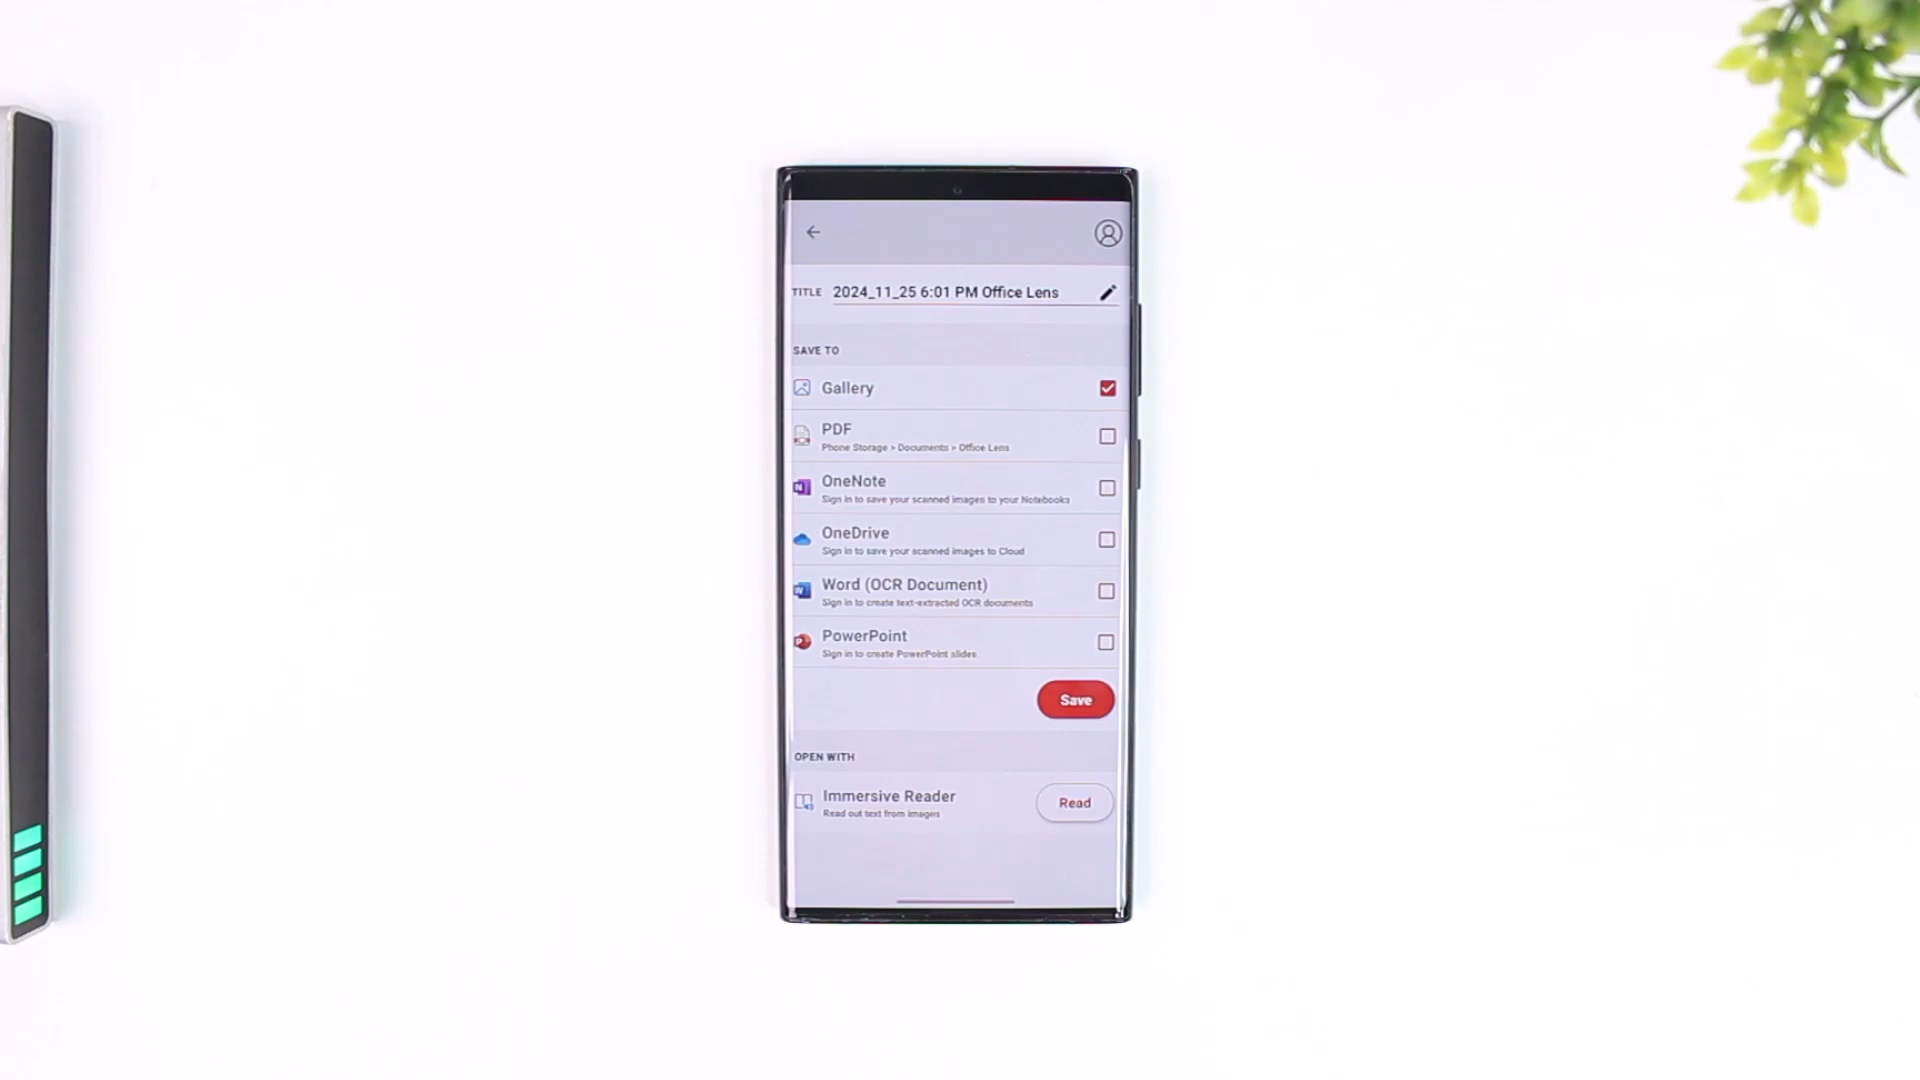 TITLE 2024_11_25 6:01 PM Office Lens
SAVE TO
Gallery
PDF
Phone Storage > Documents > Office Lens
OneNote
Sign in to save your scanned images to your Notebooks
OneDrive
Sign in to save your scanned images to Cloud
Word (OCR Document)
Sign in to create text-extracted OCR documents
PowerPoint
Sign in to create PowerPoint slides
Save
OPEN WITH
Immersive Reader
Read out text from images
Read